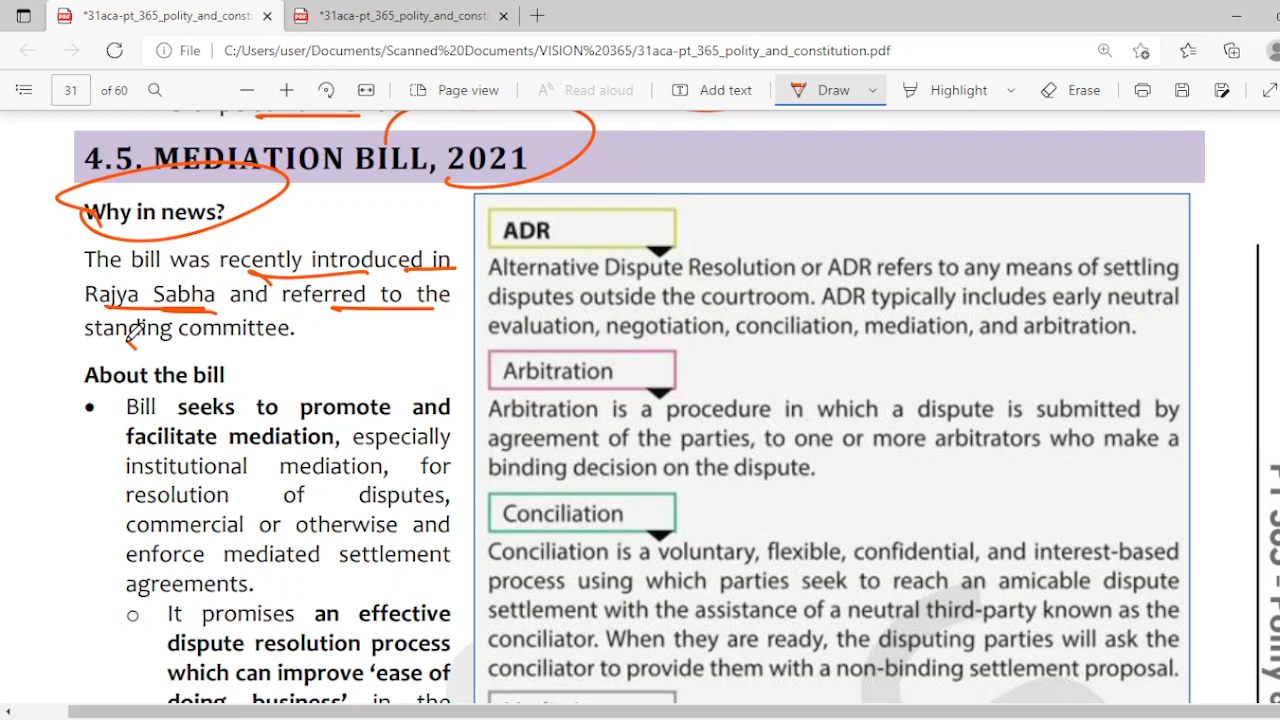 *31aca-pt_365_polity_and_const
*31aca-pt_365_polity_and_const
File
C:/Users/user/Documents/Scanned%20Documents/VISION%20365/31aca-pt_365_polity_and_constitution.pdf
31 of 60
Page view
Read aloud
Add text
Draw
Highlight
Erase
4.5. MEDIATION BILL, 2021
Why in news?
The bill was recently introduced in
Rajya Sabha and referred to the
standing committee.
About the bill
• Bill seeks to promote and
facilitate mediation, especially
institutional mediation, for
resolution of disputes,
commercial or otherwise and
enforce mediated settlement
agreements.
o It promises an effective
dispute resolution process
which can improve ‘ease of
doing business’ in the
ADR
Alternative Dispute Resolution or ADR refers to any means of settling
disputes outside the courtroom. ADR typically includes early neutral
evaluation, negotiation, conciliation, mediation, and arbitration.
Arbitration
Arbitration is a procedure in which a dispute is submitted by
agreement of the parties, to one or more arbitrators who make a
binding decision on the dispute.
Conciliation
Conciliation is a voluntary, flexible, confidential, and interest-based
process using which parties seek to reach an amicable dispute
settlement with the assistance of a neutral third-party known as the
conciliator. When they are ready, the disputing parties will ask the
conciliator to provide them with a non-binding settlement proposal.